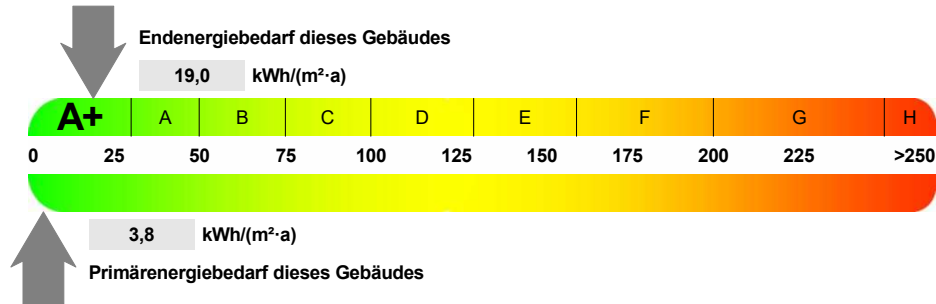 Endenergiebedarf dieses Gebäudes
19,0 kWh/(m²·a)
A+ A B C D E F G H
0 25 50 75 100 125 150 175 200 225 >250
3,8 kWh/(m²·a)
Primärenergiebedarf dieses Gebäudes